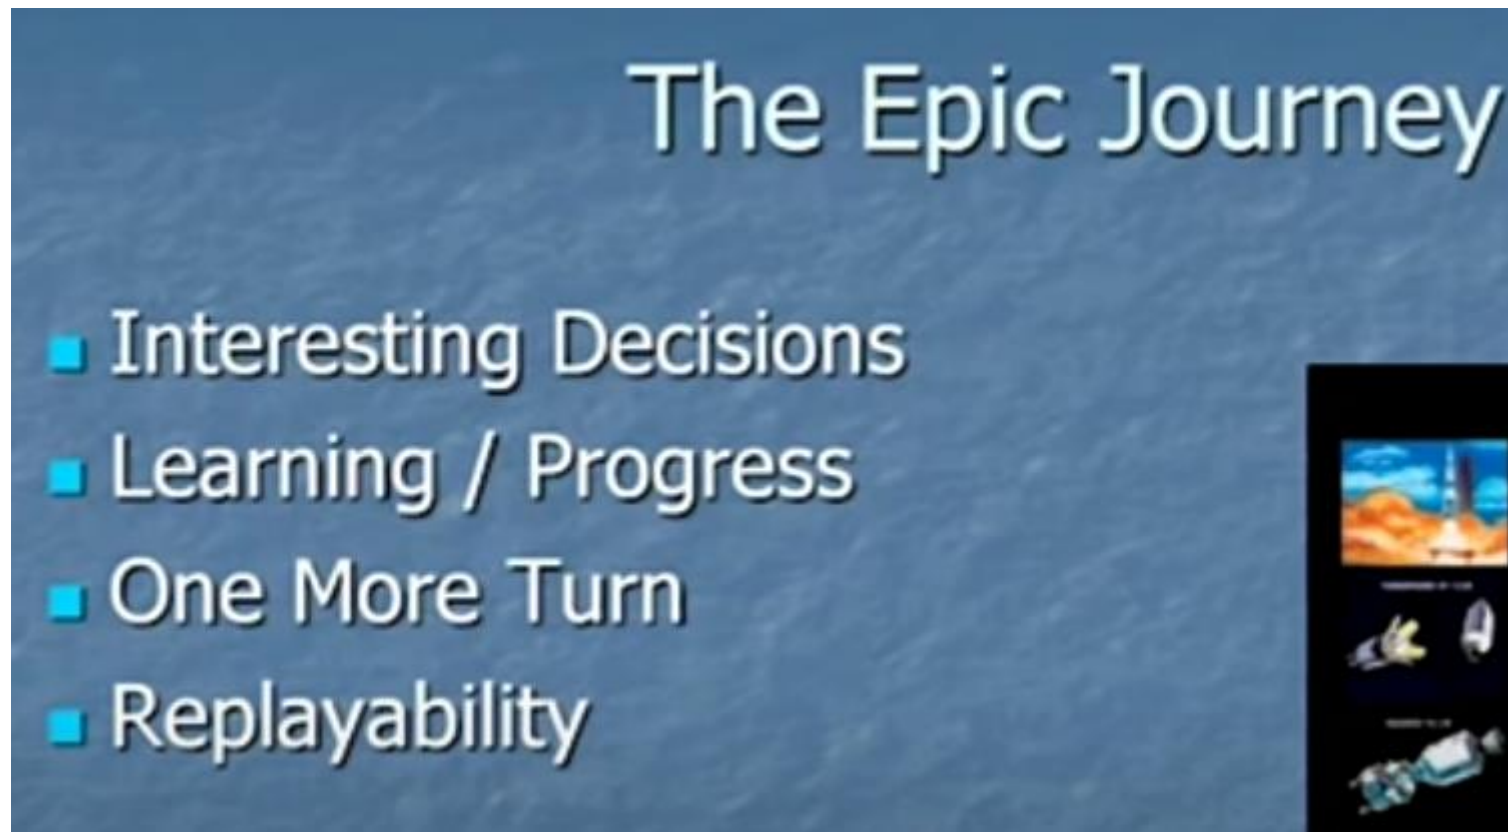 The Epic Journey
Interesting Decisions
Learning / Progress
One More Turn
Replayability